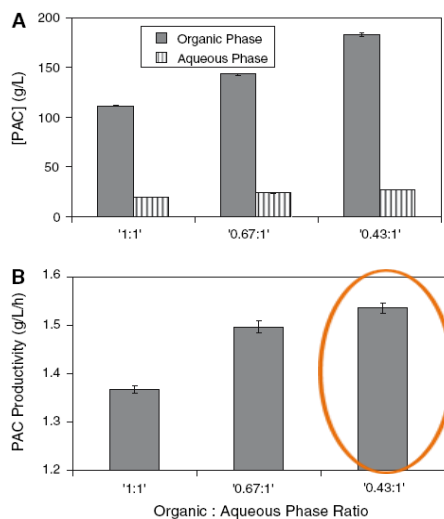 A
200
Organic Phase
Aqueous Phase
150
[PAC] (g/L)
100
50
0
'1:1'
'0.67:1'
'0.43:1'
B
1.6
PAC Productivity (g/L/h)
1.5
1.4
1.3
1.2
'1:1'
'0.67:1'
'0.43:1'
Organic : Aqueous Phase Ratio